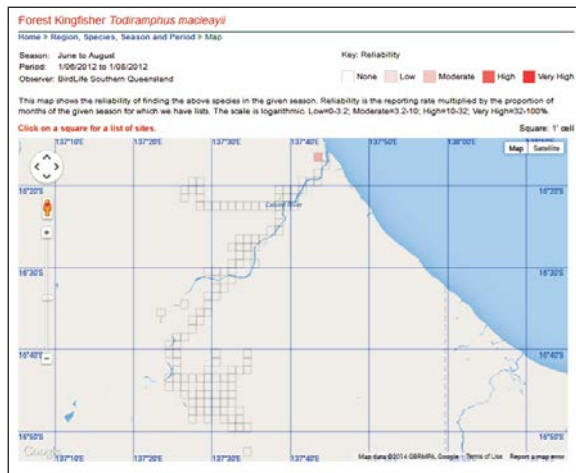 Forest Kingfisher Todiramphus macleayii
Home > Region, Species, Season and Period > Map
Season: June to August
Period: 1/06/2012 to 1/08/2012
Observer: BirdLife Southern Queensland
Key: Reliability
None Low Moderate High Very High
This map shows the reliability of finding the above species in the given season. Reliability is the reporting rate multiplied by the proportion of
months of the given season for which we have lists. The scale is logarithmic. Low=0-3.2; Moderate=3.2-10; High=10-32; Very High=32-100%.
Click on a square for a list of sites.
Square: 1' cell
137°10'E 137°20'E 137°30'E 137°40'E 137°50'E 138°00'E 138°10'E
Map Satellite
16°20'S 16°20'S
Calvert River
16°30'S 16°30'S
16°40'S 16°40'S
16°50'S 16°50'S
Google
Map data ©2014 GBRMPA, Google Terms of Use Report a map error
137°10'E 137°20'E 137°30'E 137°40'E 137°50'E 138°00'E 138°10'E